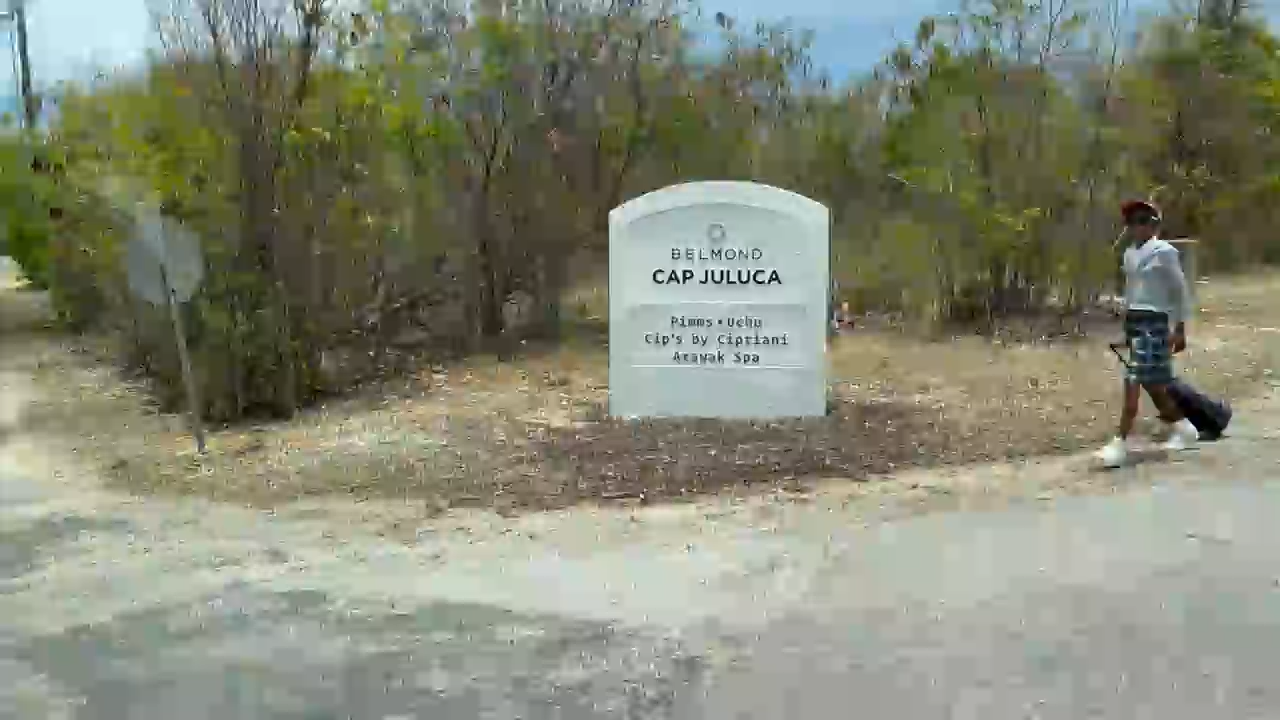 BELMOND
CAP JULUCA
Pimms • Uchu
Cip's By Cipriani
Arawak Spa